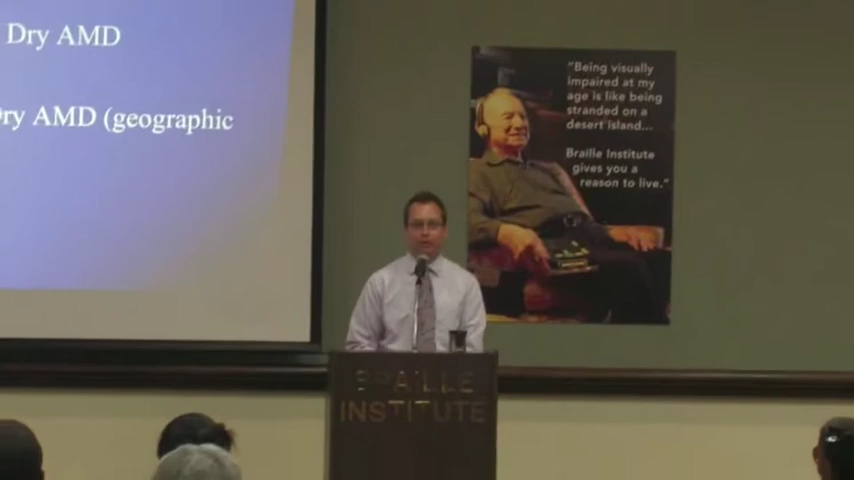 Dry AMD
Dry AMD (geographic
"Being visually
impaired at my
age is like being
stranded on a
desert island...
Braille Institute
gives you a
reason to live."
BRAILLE
INSTITUTE